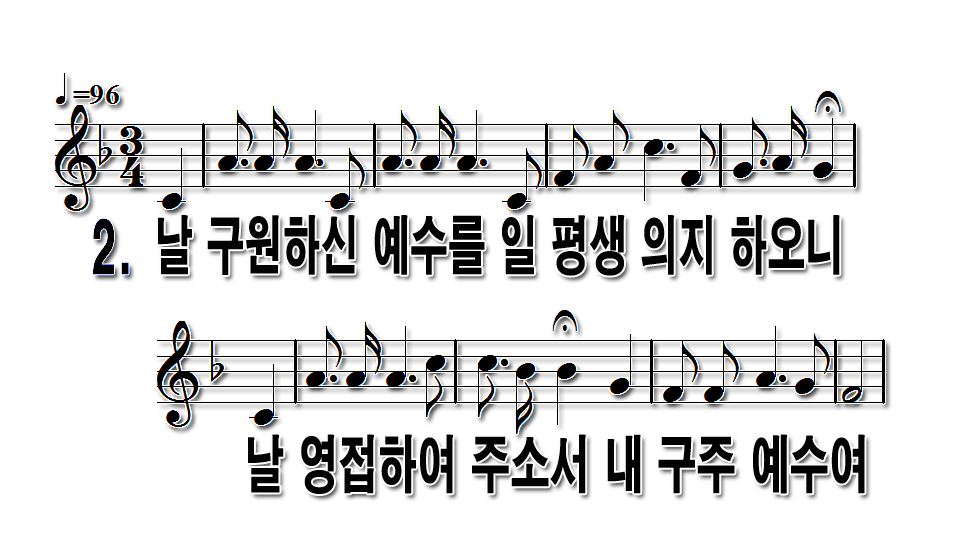 ♩=96
2. 날 구원하신 예수를 일 평생 의지 하오니
날 영접하여 주소서 내 구주 예수여